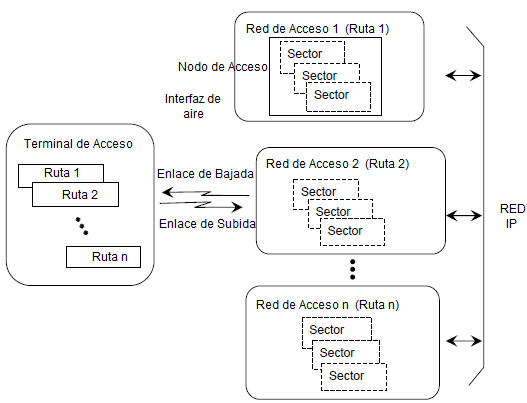 Red de Acceso 1 (Ruta 1)
Nodo de Acceso
Sector
Sector
Sector
Interfaz de
aire
Terminal de Acceso
Ruta 1
Ruta 2
Ruta n
Enlace de Bajada
Enlace de Subida
Red de Acceso 2 (Ruta 2)
Sector
Sector
Sector
Red de Acceso n (Ruta n)
Sector
Sector
Sector
RED
IP